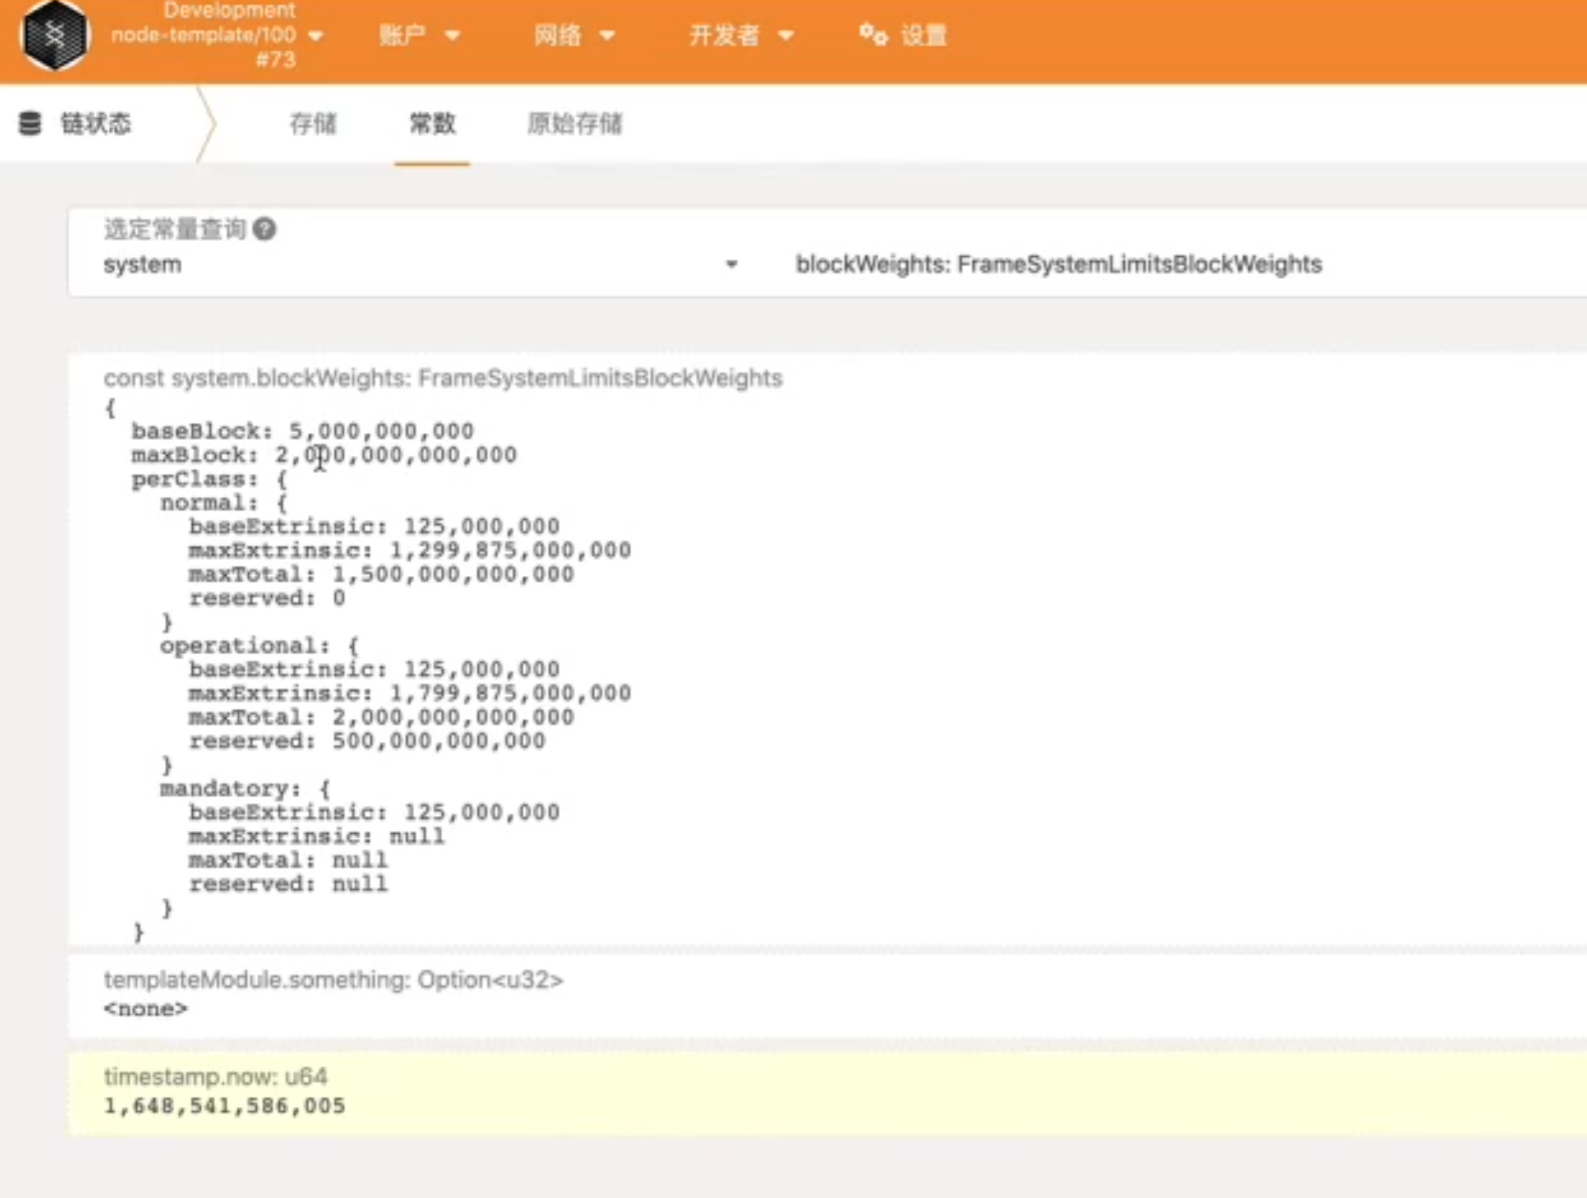 Development
node-template/100
#73
账户
网络
开发者
设置
链状态
存储
常数
原始存储
选定常量查询
system
blockWeights: FrameSystemLimitsBlockWeights
const system.blockWeights: FrameSystemLimitsBlockWeights
{
baseBlock: 5,000,000,000
maxBlock: 2,000,000,000,000
perClass: {
normal: {
baseExtrinsic: 125,000,000
maxExtrinsic: 1,299,875,000,000
maxTotal: 1,500,000,000,000
reserved: 0
}
operational: {
baseExtrinsic: 125,000,000
maxExtrinsic: 1,799,875,000,000
maxTotal: 2,000,000,000,000
reserved: 500,000,000,000
}
mandatory: {
baseExtrinsic: 125,000,000
maxExtrinsic: null
maxTotal: null
reserved: null
}
}
templateModule.something: Option<u32>
<none>
timestamp.now: u64
1,648,541,586,005